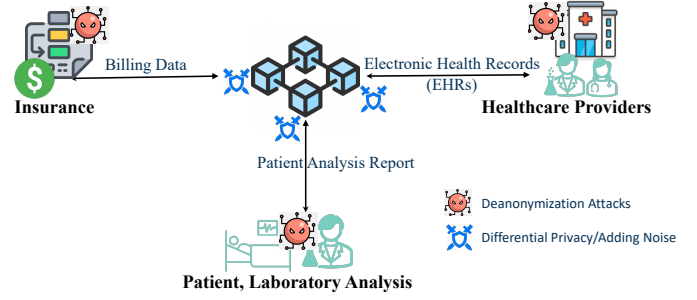 Billing Data
Electronic Health Records
(EHRs)
$
Insurance
Healthcare Providers
Patient Analysis Report
Deanonymization Attacks
Differential Privacy/Adding Noise
Patient, Laboratory Analysis